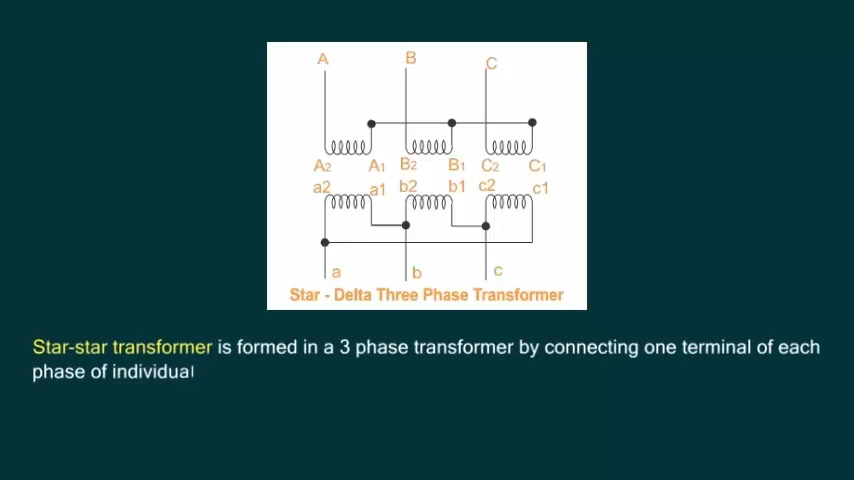 A B C
A2 A1 B2 B1 C2 C1
a2 a1 b2 b1 c2 c1
a b c
Star - Delta Three Phase Transformer
Star-star transformer is formed in a 3 phase transformer by connecting one terminal of each
phase of individual